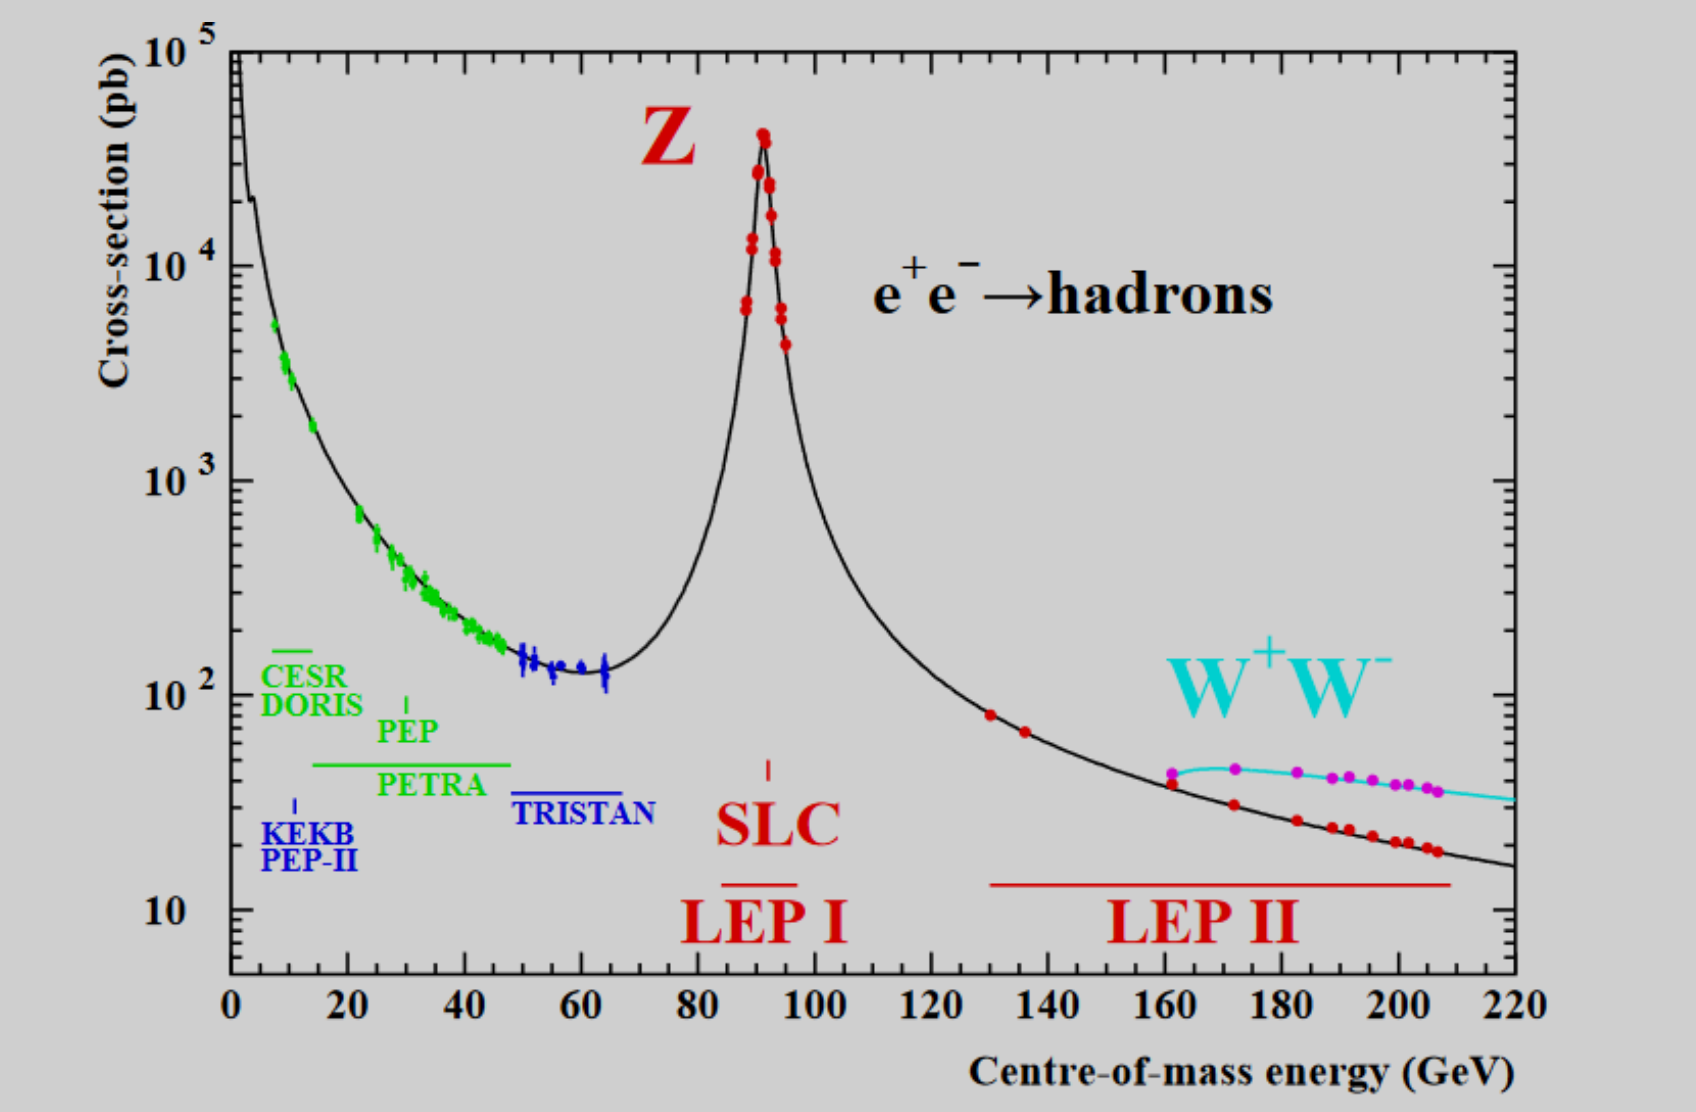 Cross-section (pb)
10 5
10 4
10 3
10 2
10
Z
e+e−→hadrons
W+W−
CESR
DORIS
PEP
PETRA
KEKB
PEP-II
TRISTAN
SLC
LEP I
LEP II
0 20 40 60 80 100 120 140 160 180 200 220
Centre-of-mass energy (GeV)